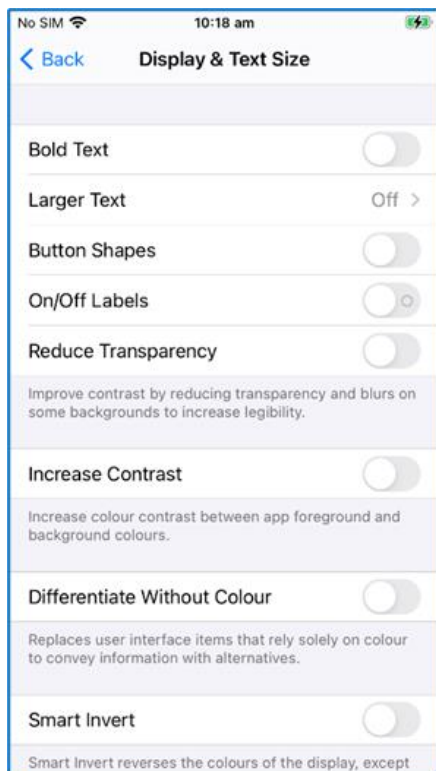 No SIM 10:18 am
Back Display & Text Size
Bold Text
Larger Text Off
Button Shapes
On/Off Labels
Reduce Transparency
Improve contrast by reducing transparency and blurs on
some backgrounds to increase legibility.
Increase Contrast
Increase colour contrast between app foreground and
background colours.
Differentiate Without Colour
Replaces user interface items that rely solely on colour
to convey information with alternatives.
Smart Invert
Smart Invert reverses the colours of the display, except